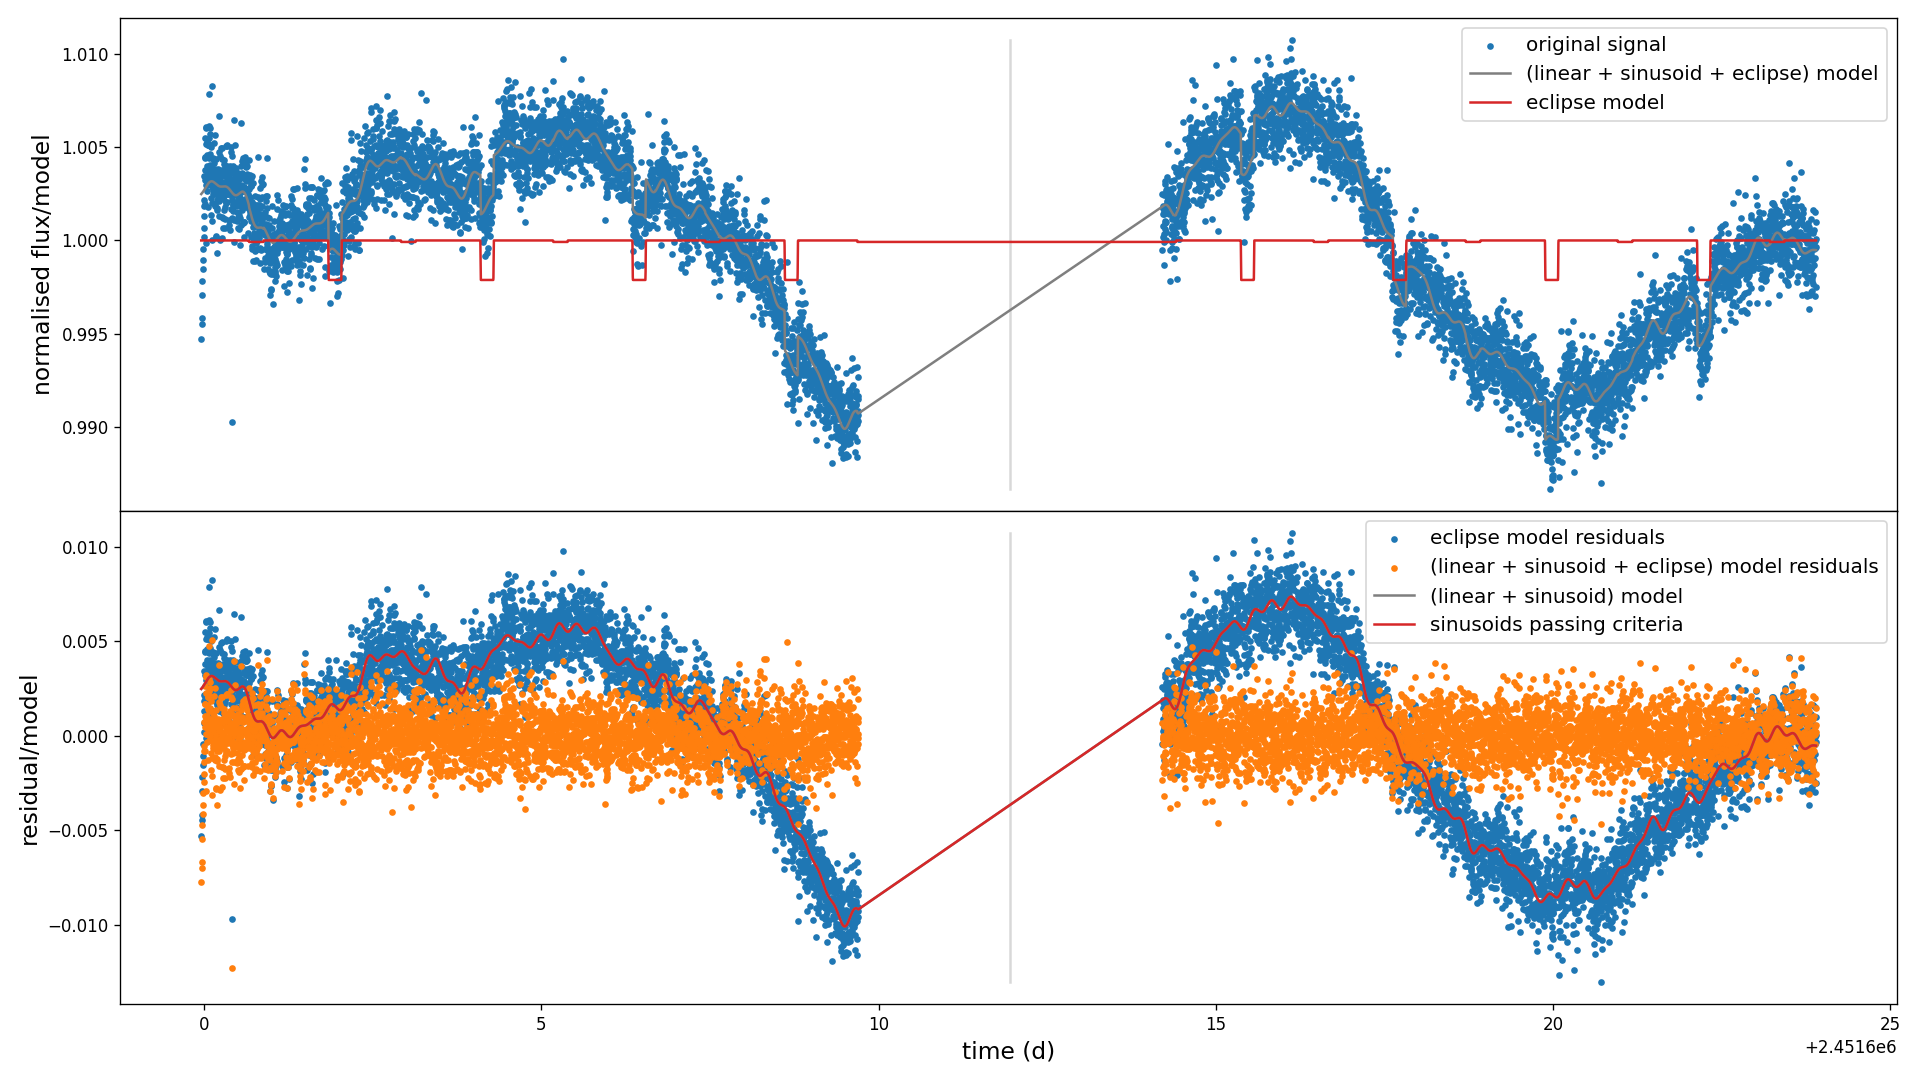 original signal
(linear + sinusoid + eclipse) model
eclipse model
1.010
1.005
1.000
0.995
0.990
normalised flux/model
eclipse model residuals
(linear + sinusoid + eclipse) model residuals
(linear + sinusoid) model
sinusoids passing criteria
0.010
0.005
0.000
−0.005
−0.010
residual/model
0 5 10 15 20 25
time (d)
+2.4516e6